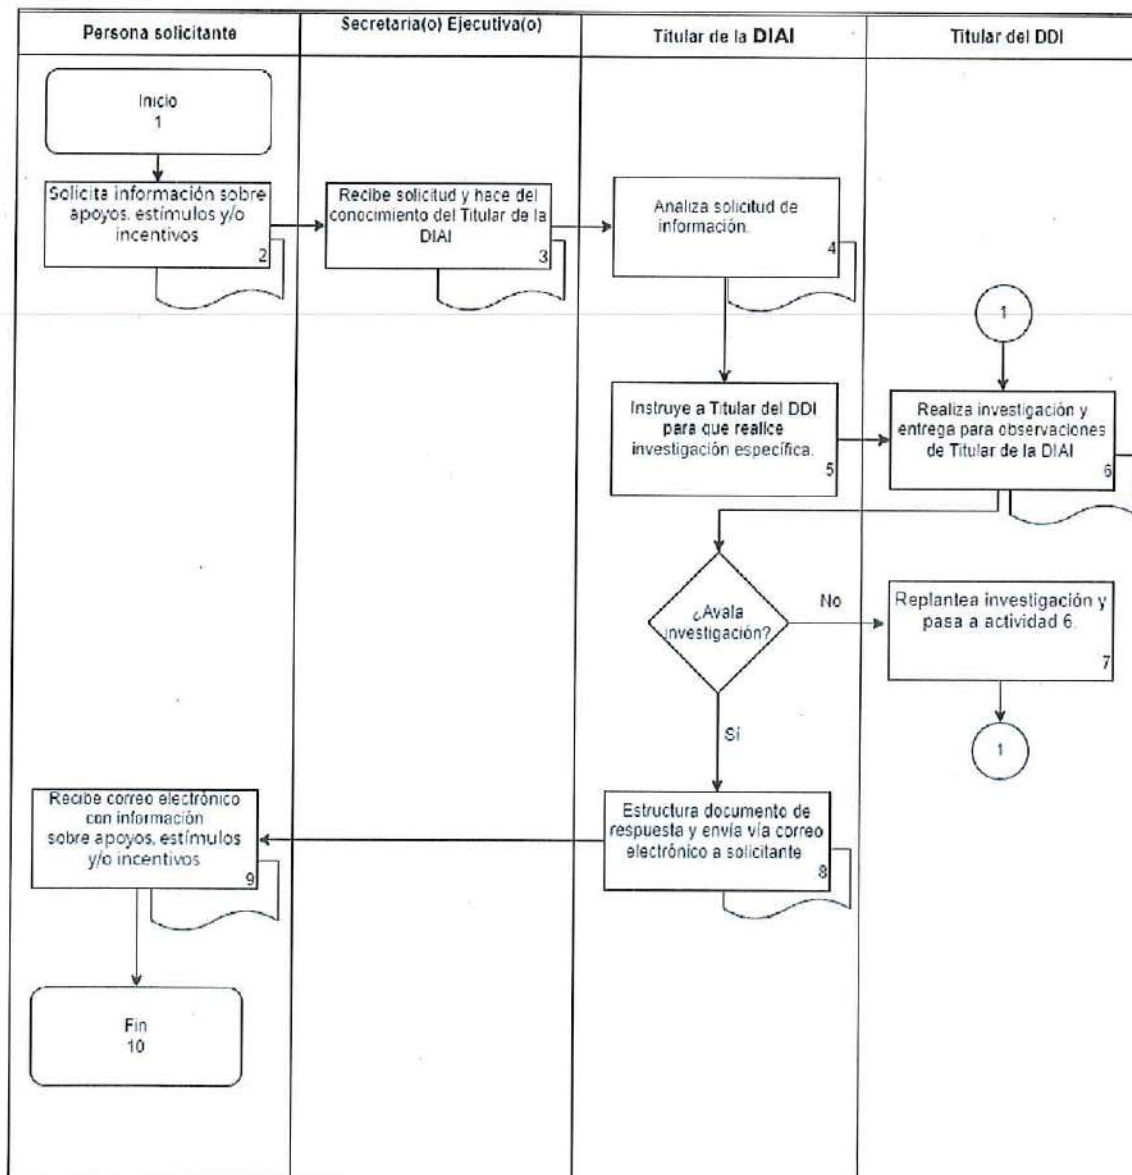 Persona solicitante
Secretaria(o) Ejecutiva(o)
Titular de la DIAI
Titular del DDI
Inicio
1
Solicita información sobre
apoyos, estímulos y/o
incentivos
2
Recibe solicitud y hace del
conocimiento del Titular de la
DIAI
3
Analiza solicitud de
información.
4
1
Instruye a Titular del DDI
para que realice
investigación específica.
5
Realiza investigación y
entrega para observaciones
de Titular de la DIAI
6
¿Avala
investigación?
No
Replantea investigación y
pasa a actividad 6.
7
Sí
1
Estructura documento de
respuesta y envía vía correo
electrónico a solicitante
8
Recibe correo electrónico
con información
sobre apoyos, estímulos
y/o incentivos
9
Fin
10